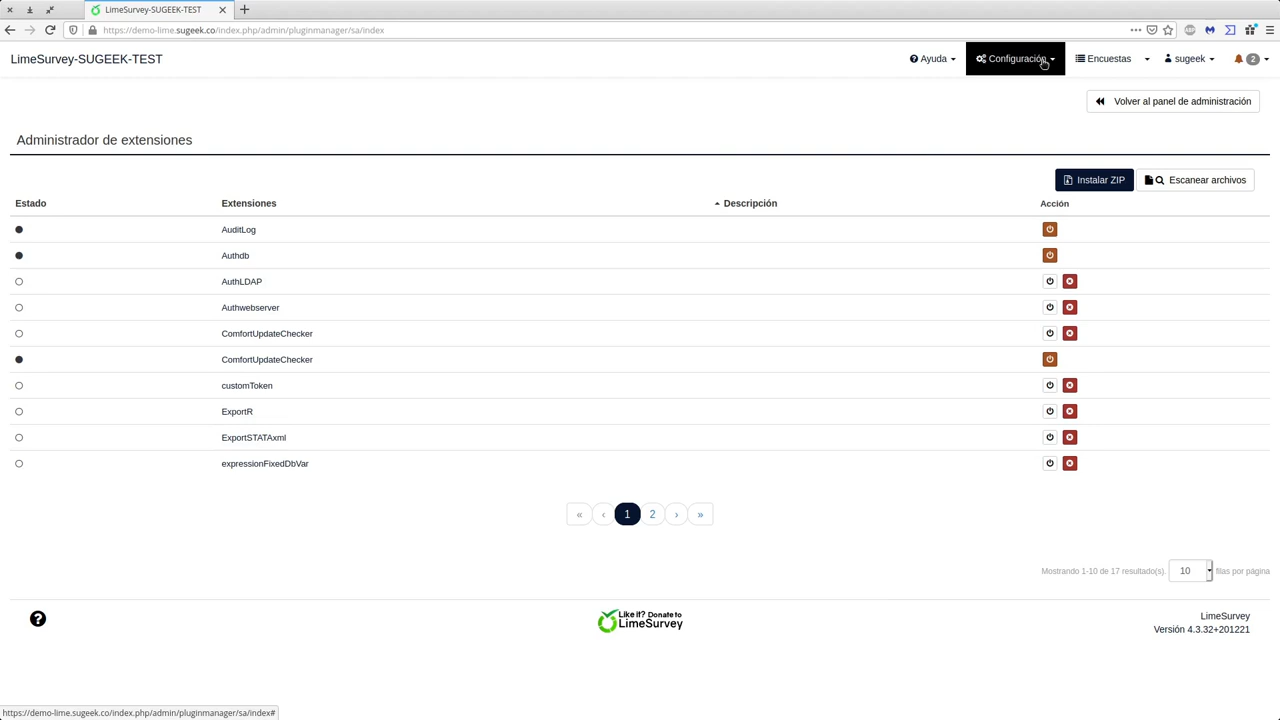 LimeSurvey-SUGEEK-TEST
https://demo-lime.sugeek.co/index.php/admin/pluginmanager/sa/index
LimeSurvey-SUGEEK-TEST
Ayuda
Configuración
Encuestas
sugeek
2
Volver al panel de administración
Administrador de extensiones
Instalar ZIP
Escanear archivos
Estado Extensiones Descripción Acción
AuditLog
Authdb
AuthLDAP
Authwebserver
ComfortUpdateChecker
ComfortUpdateChecker
customToken
ExportR
ExportSTATAxml
expressionFixedDbVar
« ‹ 1 2 › »
Mostrando 1-10 de 17 resultado(s). 10 filas por página
Like it? Donate to
LimeSurvey
LimeSurvey
Versión 4.3.32+201221
https://demo-lime.sugeek.co/index.php/admin/pluginmanager/sa/index#